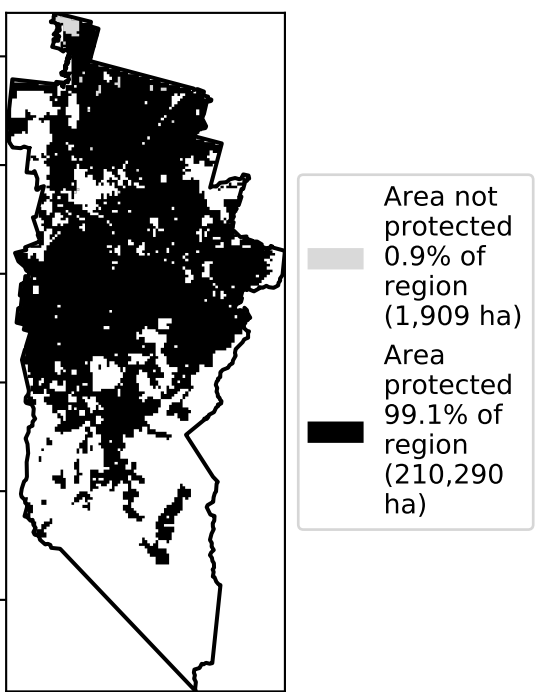 Area not
protected
0.9% of
region
(1,909 ha)
Area
protected
99.1% of
region
(210,290
ha)